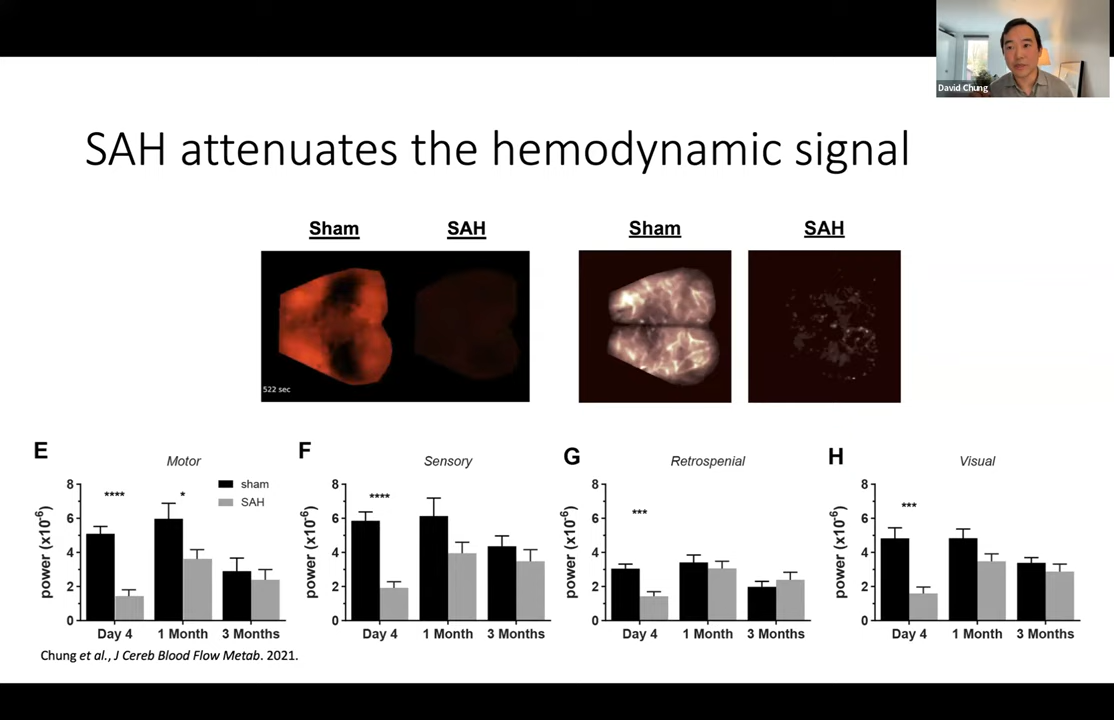 David Chung
SAH attenuates the hemodynamic signal
Sham SAH Sham SAH
522 sec
E Motor
power (x10-6)
8
6
4
2
0
**** *
sham
SAH
Day 4 1 Month 3 Months
F Sensory
power (x10-6)
8
6
4
2
0
****
Day 4 1 Month 3 Months
G Retrospenial
power (x10-6)
8
6
4
2
0
***
Day 4 1 Month 3 Months
H Visual
power (x10-6)
8
6
4
2
0
***
Day 4 1 Month 3 Months
Chung et al., J Cereb Blood Flow Metab. 2021.